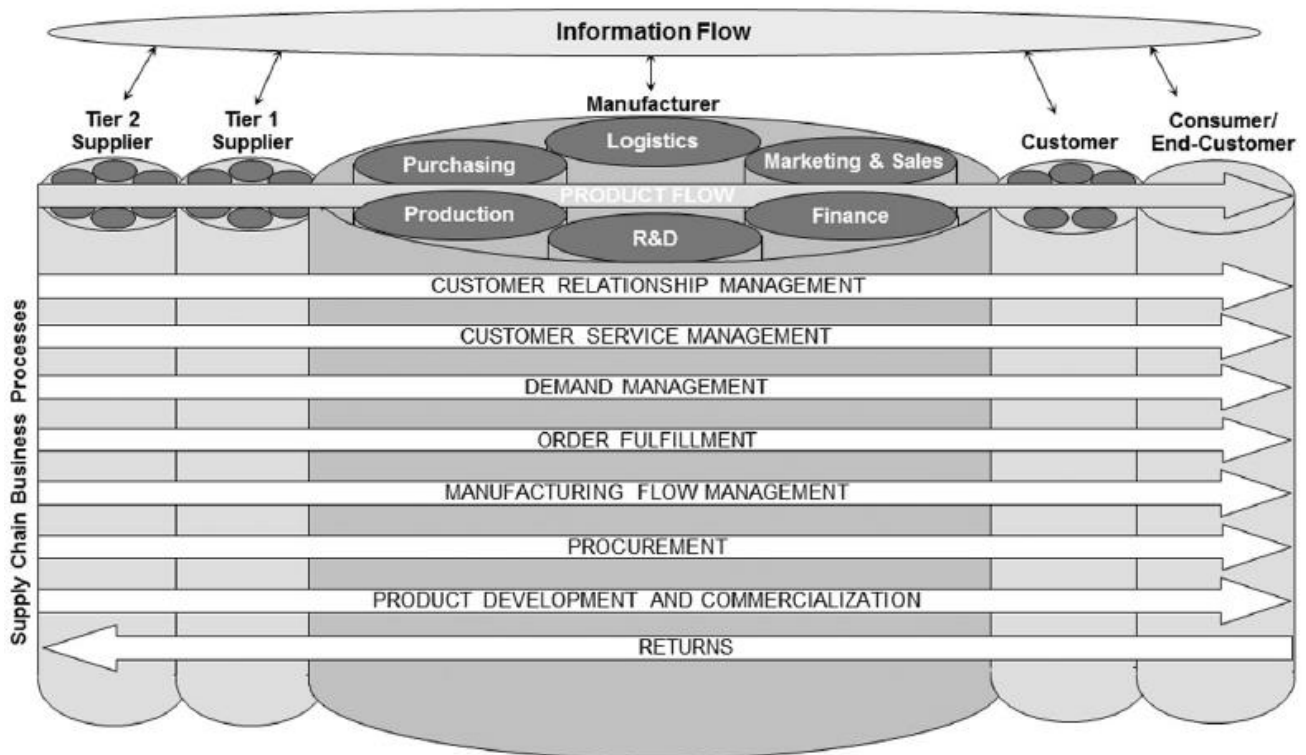 Information Flow
Tier 2
Supplier
Tier 1
Supplier
Manufacturer
Customer
Consumer/
End-Customer
Logistics
Purchasing
Marketing & Sales
PRODUCT FLOW
Production
Finance
R&D
Supply Chain Business Processes
CUSTOMER RELATIONSHIP MANAGEMENT
CUSTOMER SERVICE MANAGEMENT
DEMAND MANAGEMENT
ORDER FULFILLMENT
MANUFACTURING FLOW MANAGEMENT
PROCUREMENT
PRODUCT DEVELOPMENT AND COMMERCIALIZATION
RETURNS